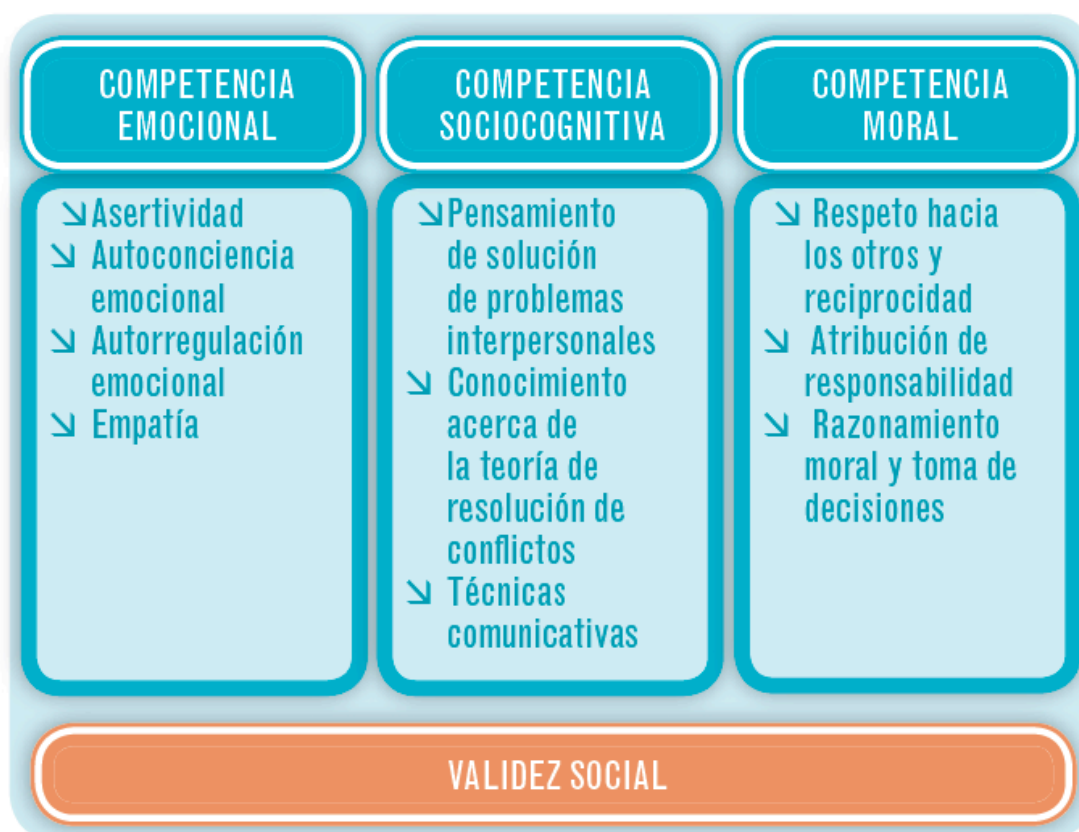 COMPETENCIA
EMOCIONAL
↘Asertividad
↘ Autoconciencia
emocional
↘ Autorregulación
emocional
↘ Empatía
COMPETENCIA
SOCIOCOGNITIVA
↘Pensamiento
de solución
de problemas
interpersonales
↘ Conocimiento
acerca de
la teoría de
resolución de
conflictos
↘ Técnicas
comunicativas
COMPETENCIA
MORAL
↘ Respeto hacia
los otros y
reciprocidad
↘ Atribución de
responsabilidad
↘ Razonamiento
moral y toma de
decisiones
VALIDEZ SOCIAL